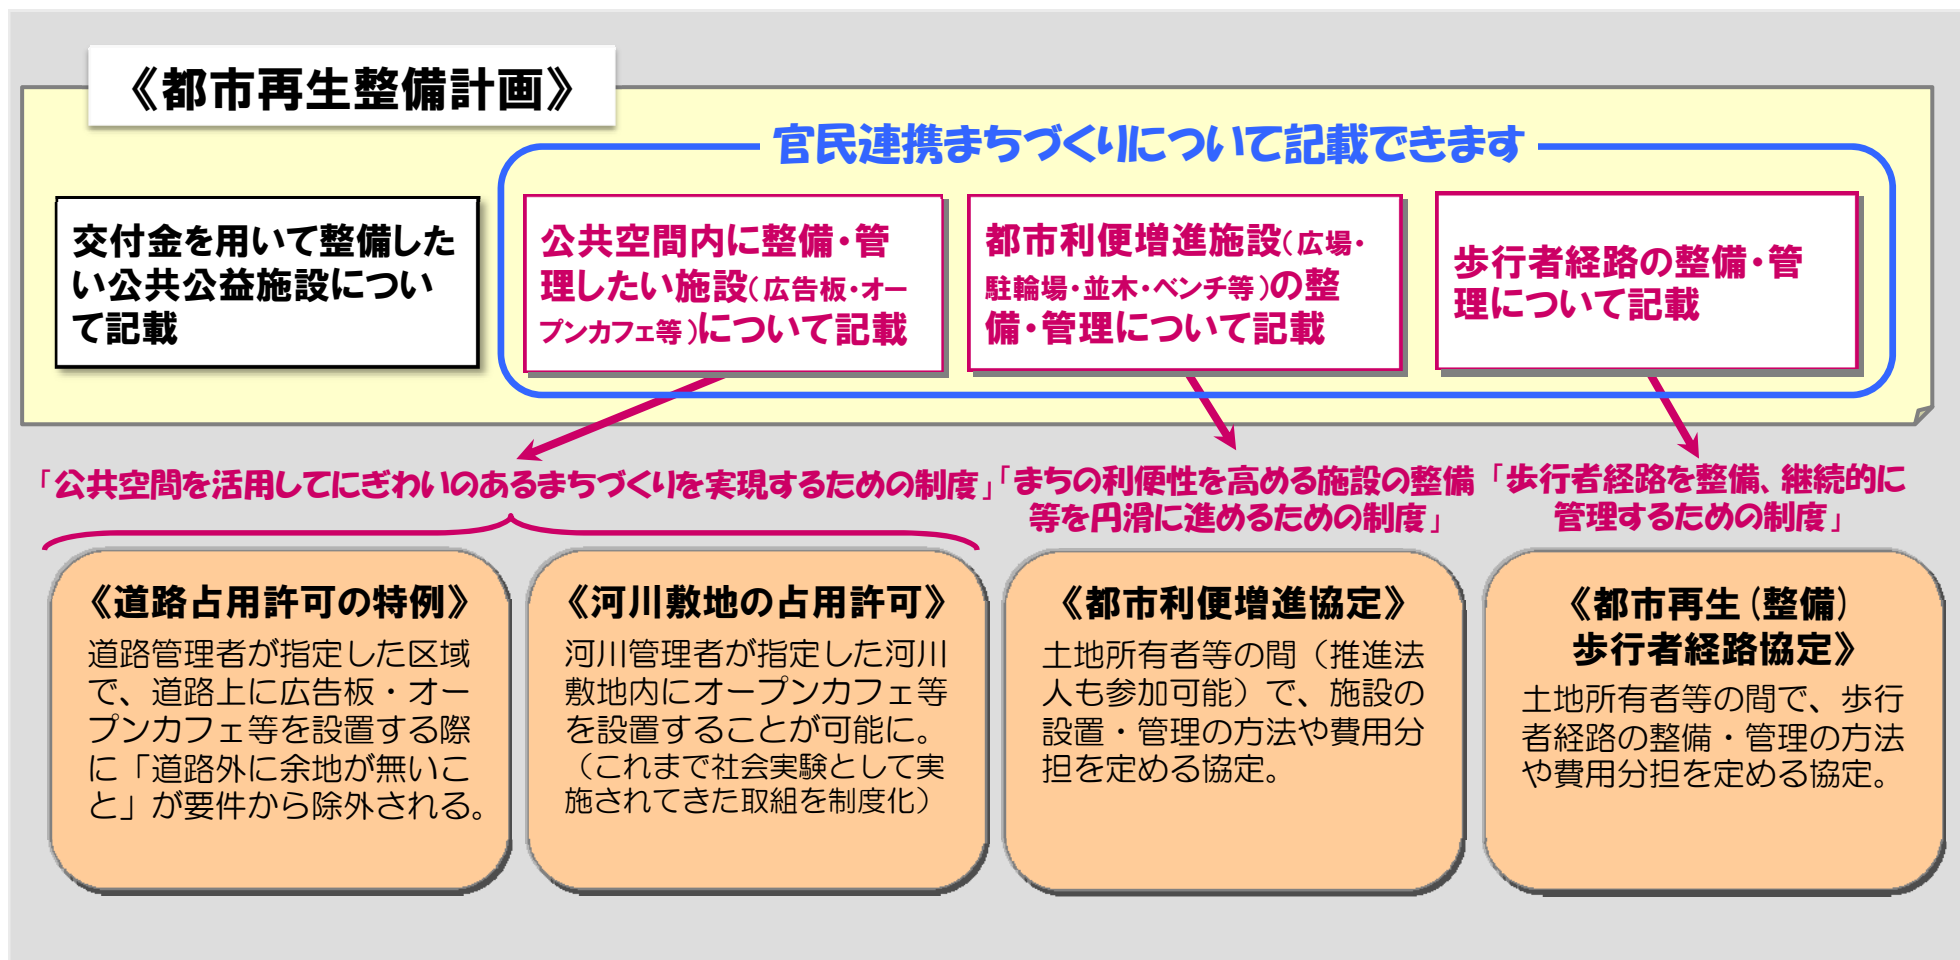 《都市再生整備計画》
官民連携まちづくりについて記載できます
交付金を用いて整備した
い公共公益施設につい
て記載
公共空間内に整備・管
理したい施設(広告板・オー
プンカフェ等)について記載
都市利便増進施設(広場・
駐輪場・並木・ベンチ等)の整
備・管理について記載
歩行者経路の整備・管
理について記載
「公共空間を活用してにぎわいのあるまちづくりを実現するための制度」
「まちの利便性を高める施設の整備
等を円滑に進めるための制度」
「歩行者経路を整備、継続的に
管理するための制度」
《道路占用許可の特例》
道路管理者が指定した区域
で、道路上に広告板・オー
プンカフェ等を設置する際
に「道路外に余地が無いこ
と」が要件から除外される。
《河川敷地の占用許可》
河川管理者が指定した河川
敷地内にオープンカフェ等
を設置することが可能に。
(これまで社会実験として実
施されてきた取組を制度化)
《都市利便増進協定》
土地所有者等の間(推進法
人も参加可能)で、施設の
設置・管理の方法や費用分
担を定める協定。
《都市再生(整備)
歩行者経路協定》
土地所有者等の間で、歩行
者経路の整備・管理の方法
や費用分担を定める協定。